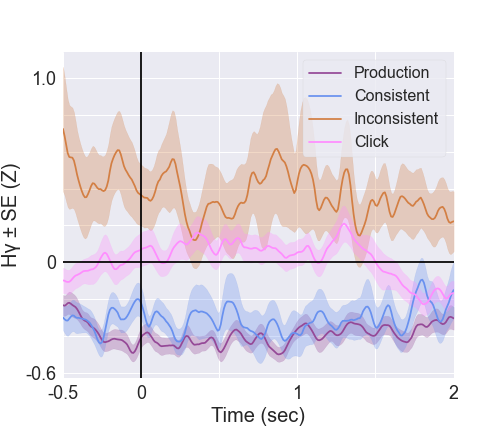 Hγ ± SE (Z)
1.0
0
-0.6
Production
Consistent
Inconsistent
Click
-0.5 0 1 2
Time (sec)